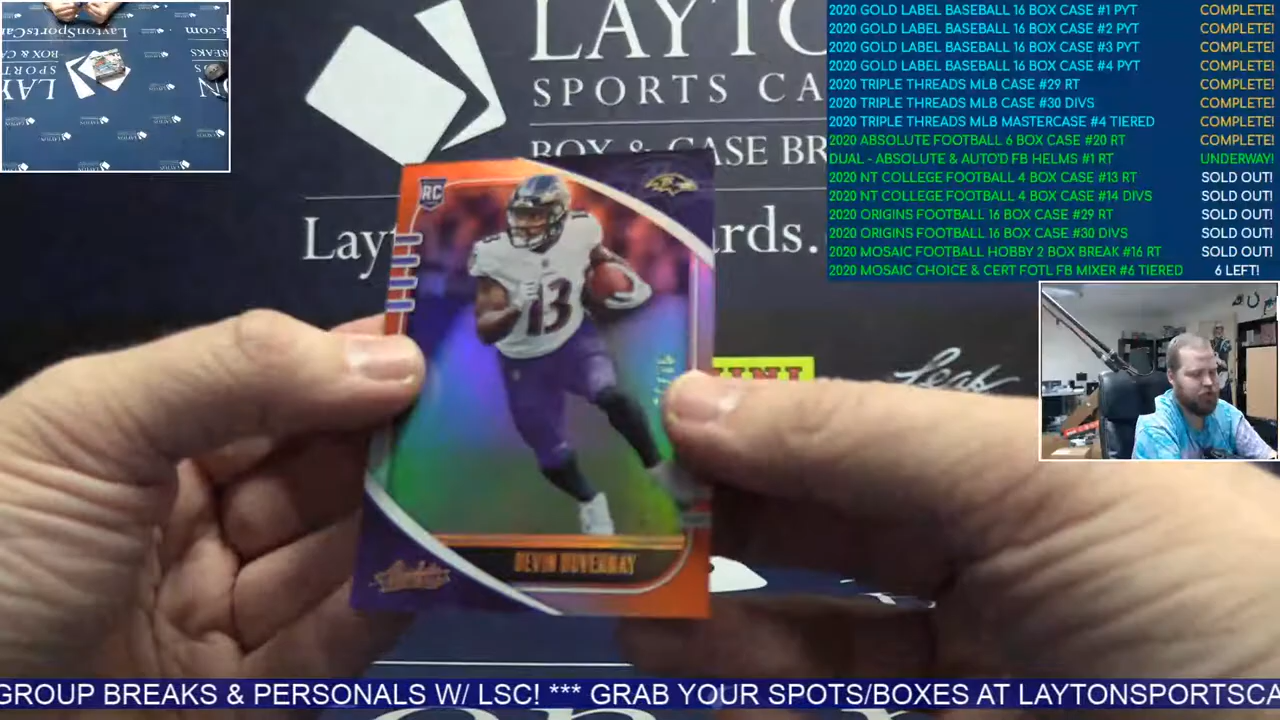 LaytonSportsCa
LAYTO
SPORTS CA
BOX & CASE BR
Layt
rds.
RC
13
DEVIN DUVERNAY
Absolute
Leaf
2020 GOLD LABEL BASEBALL 16 BOX CASE #1 PYT COMPLETE!
2020 GOLD LABEL BASEBALL 16 BOX CASE #2 PYT COMPLETE!
2020 GOLD LABEL BASEBALL 16 BOX CASE #3 PYT COMPLETE!
2020 GOLD LABEL BASEBALL 16 BOX CASE #4 PYT COMPLETE!
2020 TRIPLE THREADS MLB CASE #29 RT COMPLETE!
2020 TRIPLE THREADS MLB CASE #30 DIVS COMPLETE!
2020 TRIPLE THREADS MLB MASTERCASE #4 TIERED COMPLETE!
2020 ABSOLUTE FOOTBALL 6 BOX CASE #20 RT COMPLETE!
DUAL - ABSOLUTE & AUTO'D FB HELMS #1 RT UNDERWAY!
2020 NT COLLEGE FOOTBALL 4 BOX CASE #13 RT SOLD OUT!
2020 NT COLLEGE FOOTBALL 4 BOX CASE #14 DIVS SOLD OUT!
2020 ORIGINS FOOTBALL 16 BOX CASE #29 RT SOLD OUT!
2020 ORIGINS FOOTBALL 16 BOX CASE #30 DIVS SOLD OUT!
2020 MOSAIC FOOTBALL HOBBY 2 BOX BREAK #16 RT SOLD OUT!
2020 MOSAIC CHOICE & CERT FOTL FB MIXER #6 TIERED 6 LEFT!
GROUP BREAKS & PERSONALS W/ LSC! *** GRAB YOUR SPOTS/BOXES AT LAYTONSPORTSCA